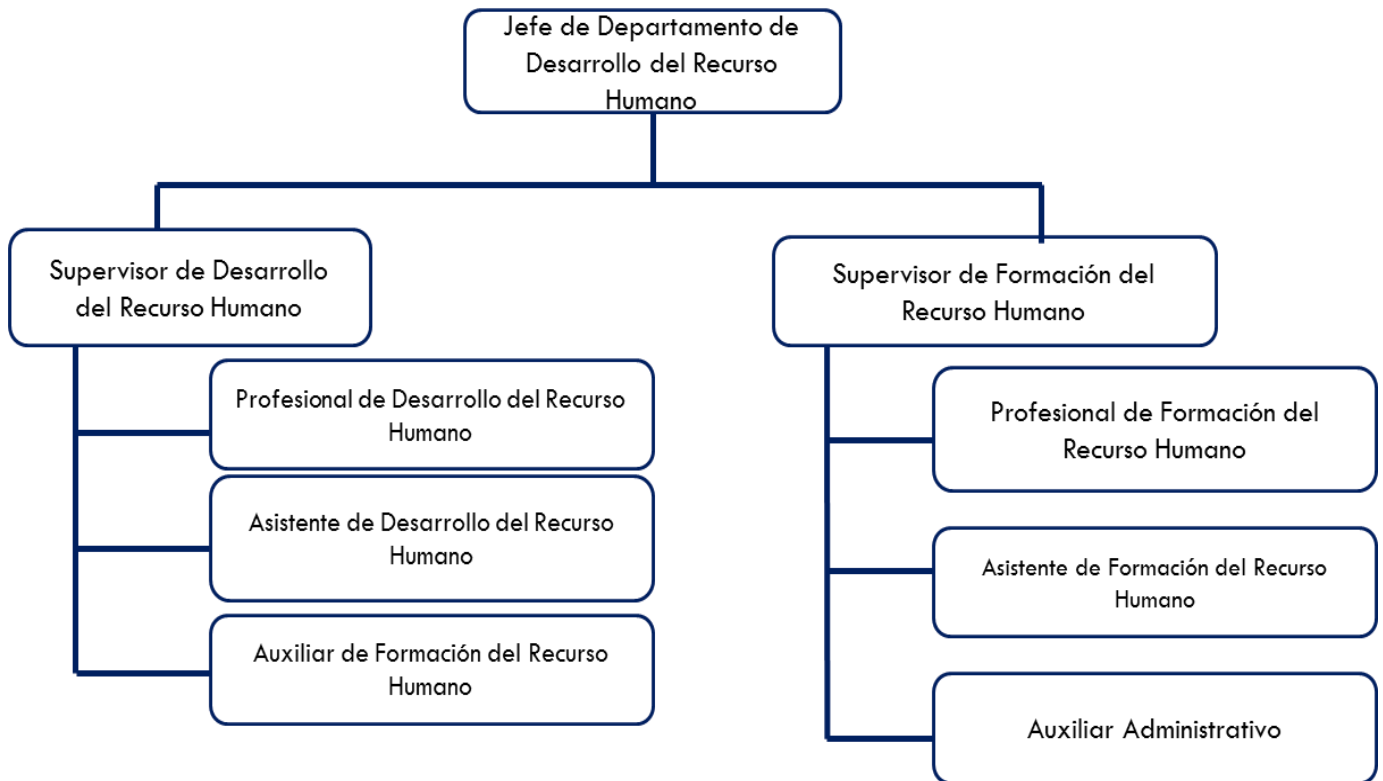 Jefe de Departamento de
Desarrollo del Recurso
Humano
Supervisor de Desarrollo
del Recurso Humano
Profesional de Desarrollo del Recurso
Humano
Asistente de Desarrollo del Recurso
Humano
Auxiliar de Formación del Recurso
Humano
Supervisor de Formación del
Recurso Humano
Profesional de Formación del
Recurso Humano
Asistente de Formación del Recurso
Humano
Auxiliar Administrativo